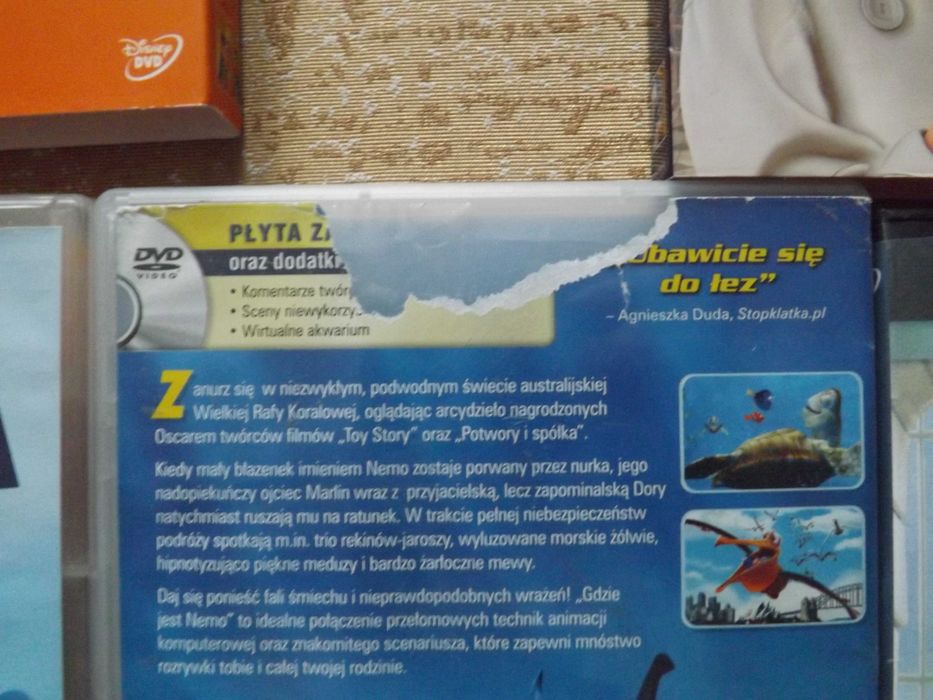 Disney
DVD
DVD
VIDEO
PŁYTA
oraz dodatki
• Komentarze
• Sceny
• Wirtualne akwarium
ubawicie się
do łez”
– Agnieszka Duda, Stopklatka.pl
Zanurz się w niezwykłym, podwodnym świecie australijskiej
Wielkiej Rafy Koralowej, oglądając arcydzieło nagrodzonych
Oscarem twórców filmów „Toy Story” oraz „Potwory i spółka”.
Kiedy mały błazenek imieniem Nemo zostaje porwany przez nurka, jego
nadopiekuńczy ojciec Marlin wraz z przyjacielską, lecz zapominalską Dory
natychmiast ruszają mu na ratunek. W trakcie pełnej niebezpieczeństw
podróży spotkają m.in. trio rekinów-jaroszy, wyluzowane morskie żółwie,
hipnotyzująco piękne meduzy i bardzo żarłoczne mewy.
Daj się ponieść fali śmiechu i nieprawdopodobnych wrażeń! „Gdzie
jest Nemo” to idealne połączenie przełomowych technik animacji
komputerowej oraz znakomitego scenariusza, które zapewni mnóstwo
rozrywki tobie i całej twojej rodzinie.